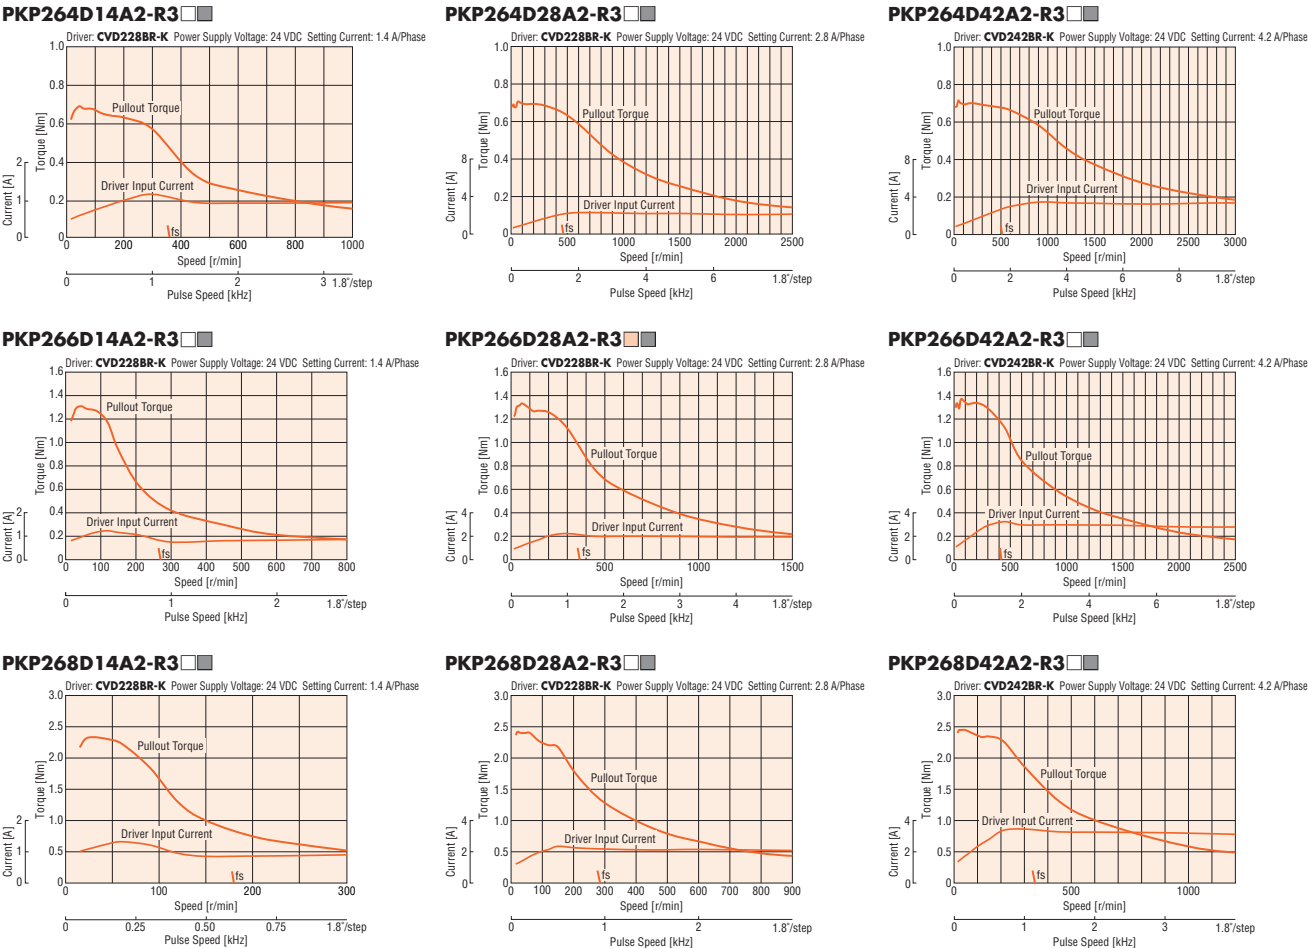 PKP264D14A2-R3□■
Driver: CVD228BR-K Power Supply Voltage: 24 VDC Setting Current: 1.4 A/Phase
1.0
0.8
0.6
0.4
0.2
0
Torque [Nm]
2
1
0
Current [A]
Pullout Torque
Driver Input Current
fs
0 200 400 600 800 1000
Speed [r/min]
0 1 2 3 1.8°/step
Pulse Speed [kHz]
PKP264D28A2-R3□■
Driver: CVD228BR-K Power Supply Voltage: 24 VDC Setting Current: 2.8 A/Phase
1.0
0.8
0.6
0.4
0.2
0
Torque [Nm]
8
4
0
Current [A]
Pullout Torque
Driver Input Current
fs
0 500 1000 1500 2000 2500
Speed [r/min]
0 2 4 6 1.8°/step
Pulse Speed [kHz]
PKP264D42A2-R3□■
Driver: CVD242BR-K Power Supply Voltage: 24 VDC Setting Current: 4.2 A/Phase
1.0
0.8
0.6
0.4
0.2
0
Torque [Nm]
8
4
0
Current [A]
Pullout Torque
Driver Input Current
fs
0 500 1000 1500 2000 2500 3000
Speed [r/min]
0 2 4 6 8 1.8°/step
Pulse Speed [kHz]
PKP266D14A2-R3□■
Driver: CVD228BR-K Power Supply Voltage: 24 VDC Setting Current: 1.4 A/Phase
1.6
1.4
1.2
1.0
0.8
0.6
0.4
0.2
0
Torque [Nm]
2
1
0
Current [A]
Pullout Torque
Driver Input Current
fs
0 100 200 300 400 500 600 700 800
Speed [r/min]
0 1 2 1.8°/step
Pulse Speed [kHz]
PKP266D28A2-R3□■
Driver: CVD228BR-K Power Supply Voltage: 24 VDC Setting Current: 2.8 A/Phase
1.6
1.4
1.2
1.0
0.8
0.6
0.4
0.2
0
Torque [Nm]
4
2
0
Current [A]
Pullout Torque
Driver Input Current
fs
0 500 1000 1500
Speed [r/min]
0 1 2 3 4 1.8°/step
Pulse Speed [kHz]
PKP266D42A2-R3□■
Driver: CVD242BR-K Power Supply Voltage: 24 VDC Setting Current: 4.2 A/Phase
1.6
1.4
1.2
1.0
0.8
0.6
0.4
0.2
0
Torque [Nm]
4
2
0
Current [A]
Pullout Torque
Driver Input Current
fs
0 500 1000 1500 2000 2500
Speed [r/min]
0 2 4 6 1.8°/step
Pulse Speed [kHz]
PKP268D14A2-R3□■
Driver: CVD228BR-K Power Supply Voltage: 24 VDC Setting Current: 1.4 A/Phase
3.0
2.5
2.0
1.5
1.0
0.5
0
Torque [Nm]
2
1
0
Current [A]
Pullout Torque
Driver Input Current
fs
0 100 200 300
Speed [r/min]
0 0.25 0.50 0.75 1.8°/step
Pulse Speed [kHz]
PKP268D28A2-R3□■
Driver: CVD228BR-K Power Supply Voltage: 24 VDC Setting Current: 2.8 A/Phase
3.0
2.5
2.0
1.5
1.0
0.5
0
Torque [Nm]
4
2
0
Current [A]
Pullout Torque
Driver Input Current
fs
0 100 200 300 400 500 600 700 800 900
Speed [r/min]
0 1 2 1.8°/step
Pulse Speed [kHz]
PKP268D42A2-R3□■
Driver: CVD242BR-K Power Supply Voltage: 24 VDC Setting Current: 4.2 A/Phase
3.0
2.5
2.0
1.5
1.0
0.5
0
Torque [Nm]
4
2
0
Current [A]
Pullout Torque
Driver Input Current
fs
0 500 1000
Speed [r/min]
0 1 2 3 1.8°/step
Pulse Speed [kHz]